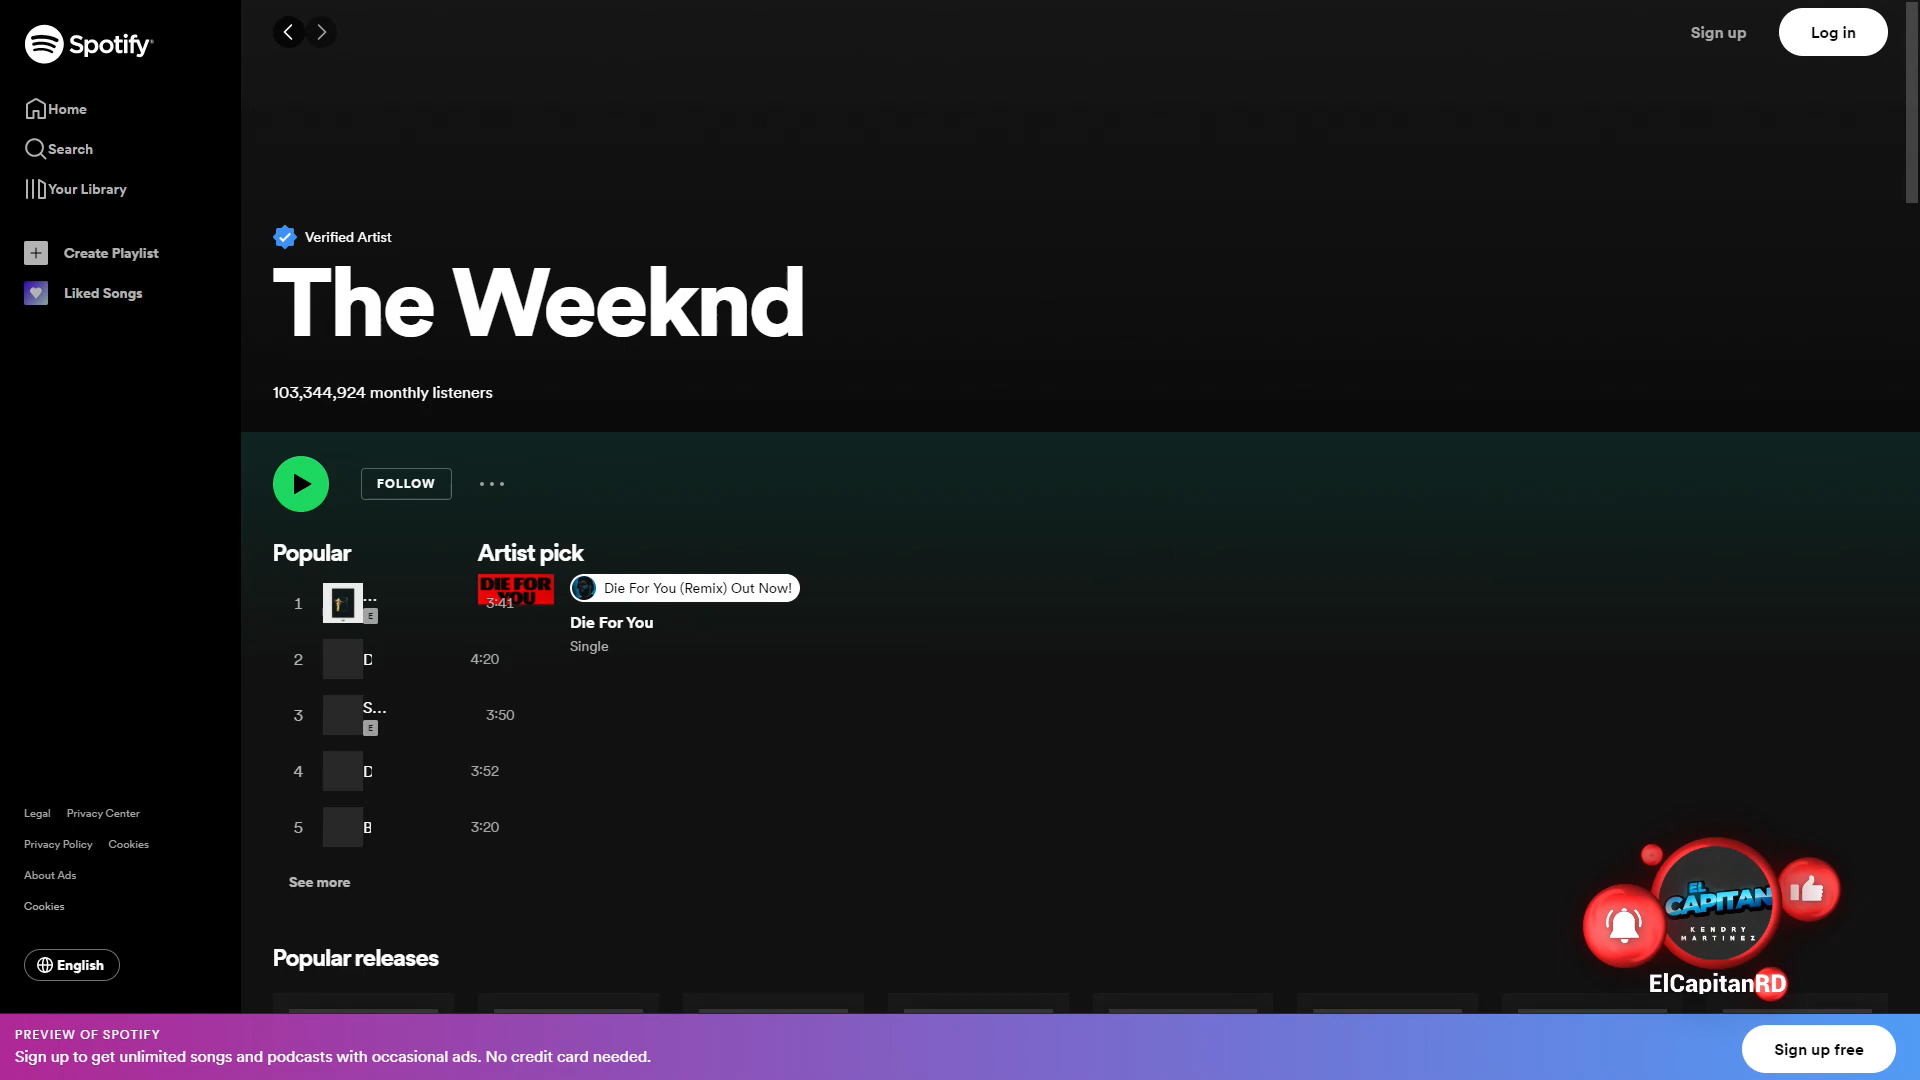 Spotify
Sign up
Log in
Home
Search
Your Library
Create Playlist
Liked Songs
Verified Artist
The Weeknd
103,344,924 monthly listeners
FOLLOW
Popular
Artist pick
1
...
E
3:41
DIE FOR
YOU
Die For You (Remix) Out Now!
Die For You
Single
2
D
4:20
3
S...
E
3:50
4
D
3:52
5
B
3:20
See more
Popular releases
Legal
Privacy Center
Privacy Policy
Cookies
About Ads
Cookies
English
EL
CAPITAN
KENDRY
MARTINEZ
ElCapitanRD
PREVIEW OF SPOTIFY
Sign up to get unlimited songs and podcasts with occasional ads. No credit card needed.
Sign up free